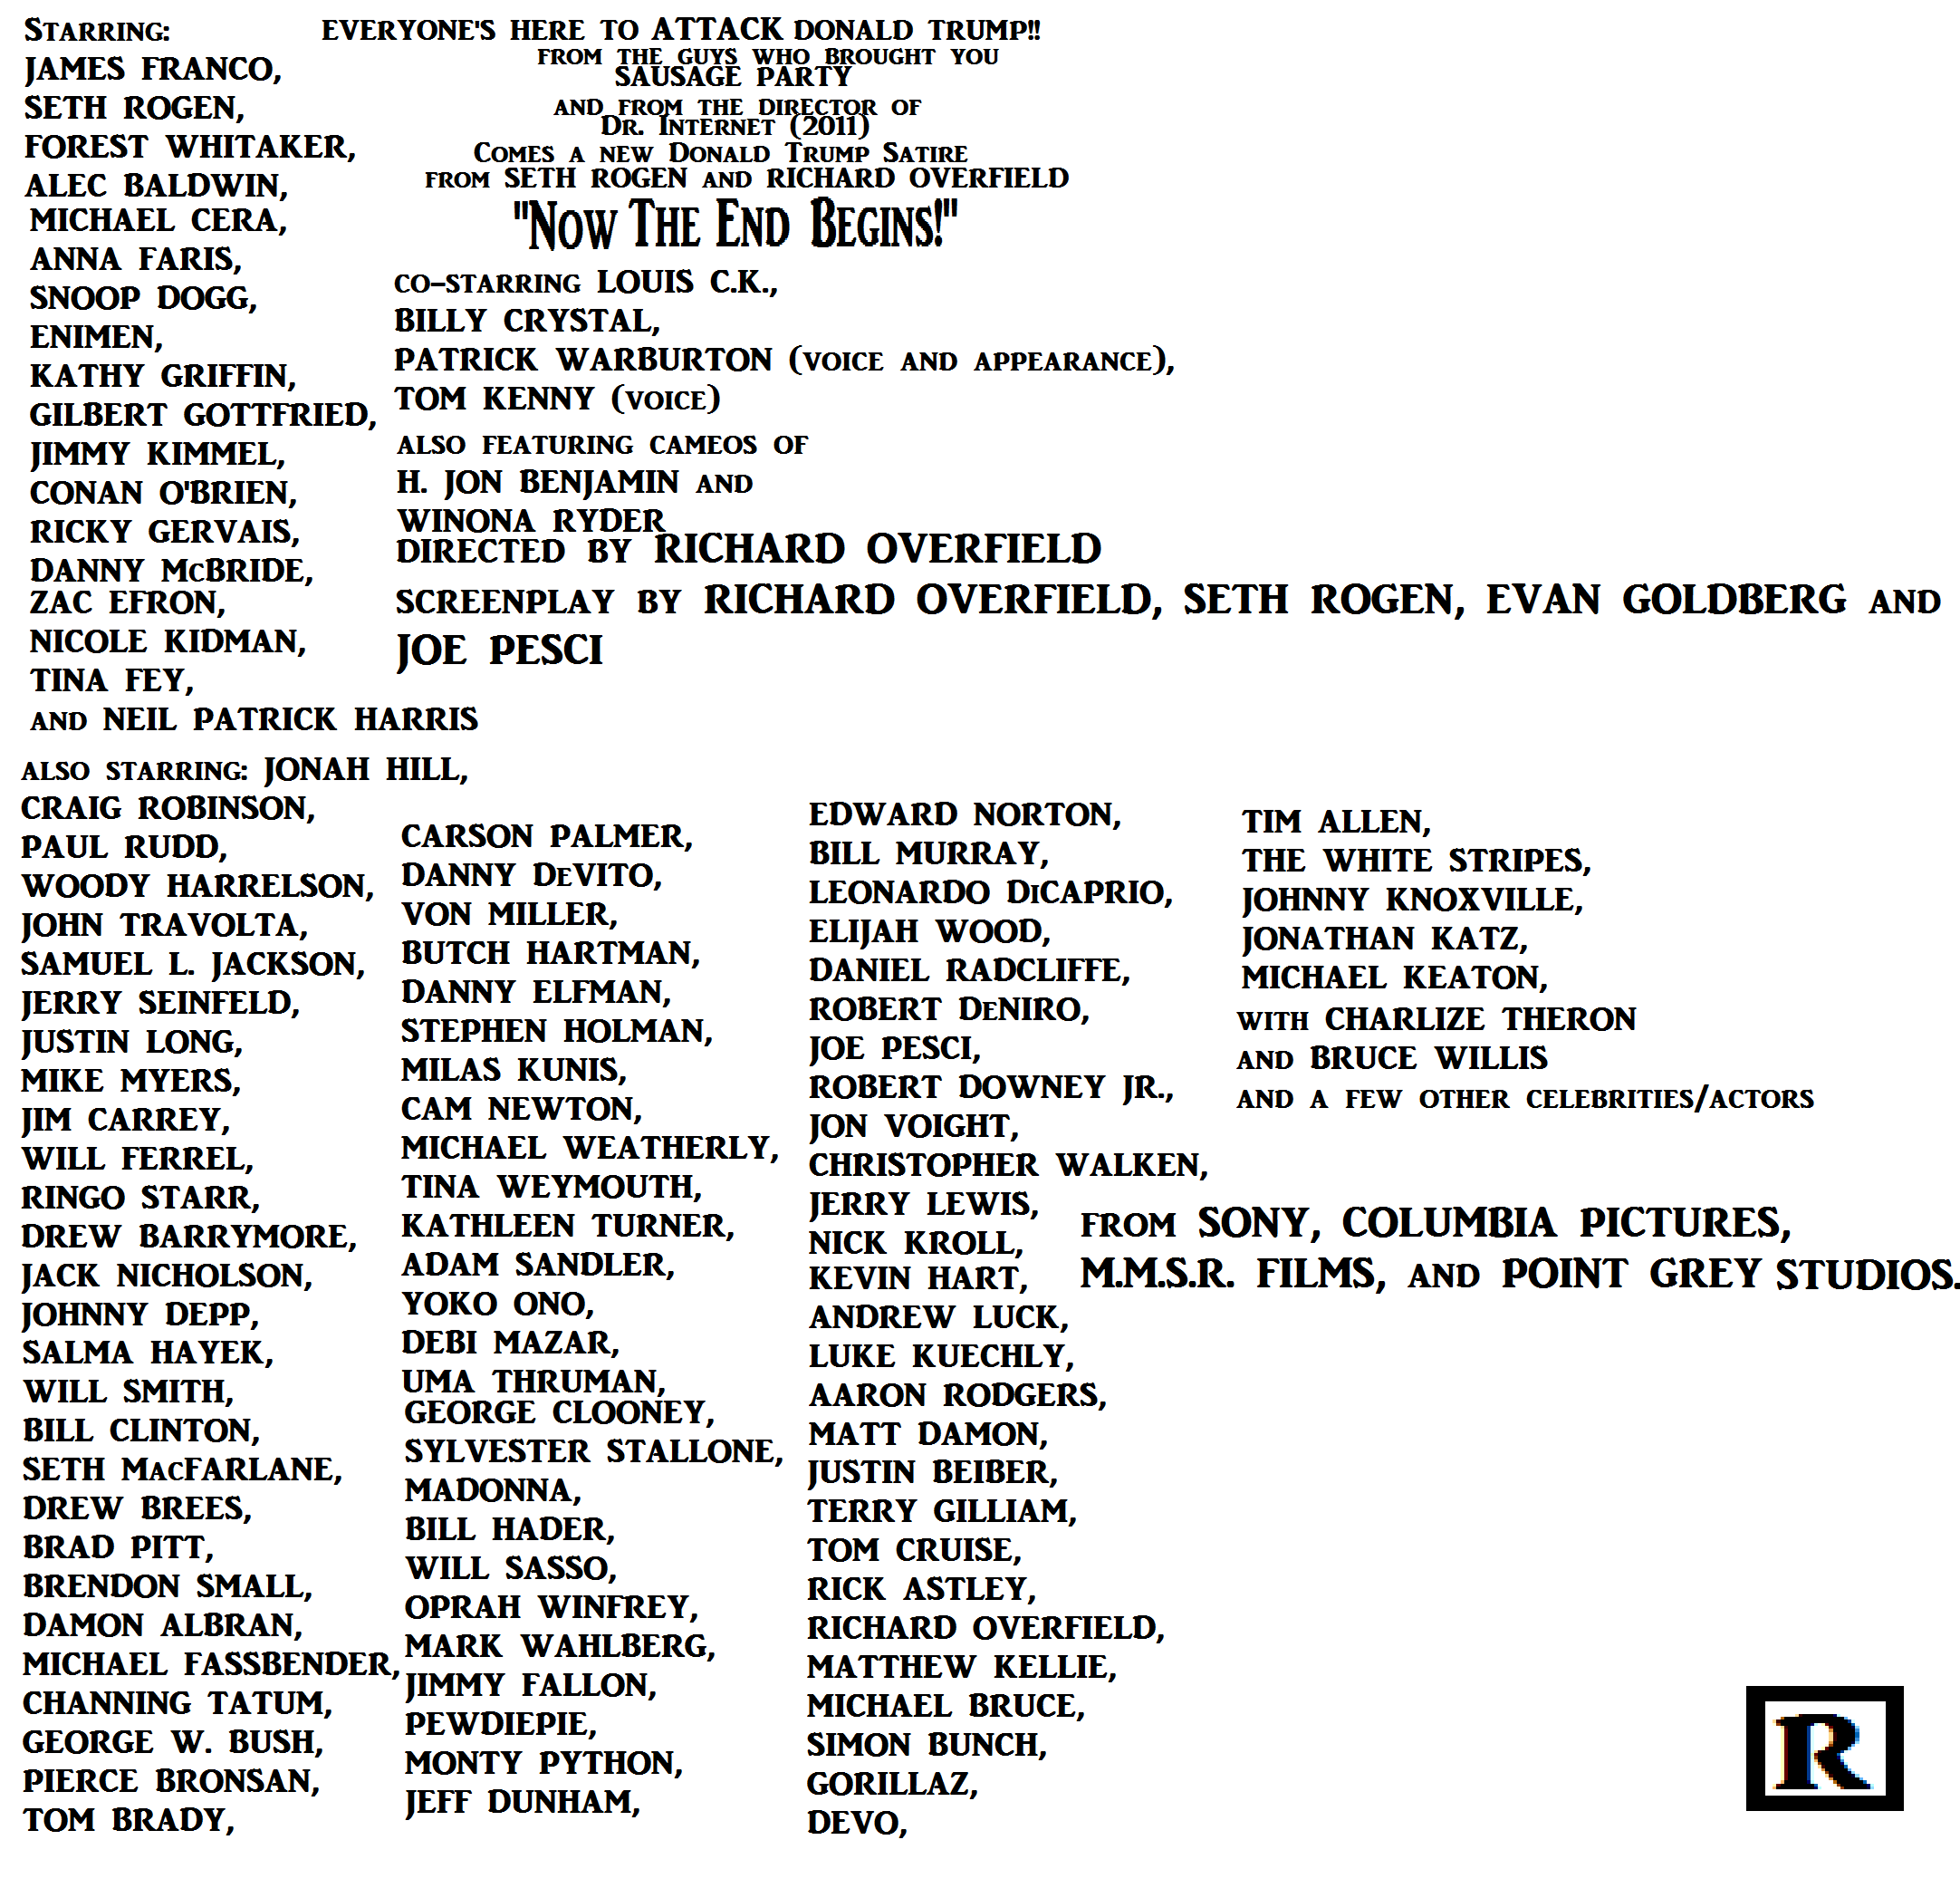 Starring:
JAMES FRANCO,
SETH ROGEN,
FOREST WHITAKER,
ALEC BALDWIN,
MICHAEL CERA,
ANNA FARIS,
SNOOP DOGG,
ENIMEN,
KATHY GRIFFIN,
GILBERT GOTTFRIED,
JIMMY KIMMEL,
CONAN O'BRIEN,
RICKY GERVAIS,
DANNY McBRIDE,
ZAC EFRON,
NICOLE KIDMAN,
TINA FEY,
and NEIL PATRICK HARRIS
EVERYONE'S HERE TO ATTACK DONALD TRUMP!!
from the guys who brought you
SAUSAGE PARTY
and from the director of
Dr. Internet (2011)
Comes a new Donald Trump Satire
from SETH ROGEN and RICHARD OVERFIELD
"Now The End Begins!"
co-starring LOUIS C.K.,
BILLY CRYSTAL,
PATRICK WARBURTON (voice and appearance),
TOM KENNY (voice)
also featuring cameos of
H. JON BENJAMIN and
WINONA RYDER
DIRECTED BY RICHARD OVERFIELD
SCREENPLAY BY RICHARD OVERFIELD, SETH ROGEN, EVAN GOLDBERG and
JOE PESCI
also starring: JONAH HILL,
CRAIG ROBINSON,
PAUL RUDD,
WOODY HARRELSON,
JOHN TRAVOLTA,
SAMUEL L. JACKSON,
JERRY SEINFELD,
JUSTIN LONG,
MIKE MYERS,
JIM CARREY,
WILL FERREL,
RINGO STARR,
DREW BARRYMORE,
JACK NICHOLSON,
JOHNNY DEPP,
SALMA HAYEK,
WILL SMITH,
BILL CLINTON,
SETH MacFARLANE,
DREW BREES,
BRAD PITT,
BRENDON SMALL,
DAMON ALBRAN,
MICHAEL FASSBENDER,
CHANNING TATUM,
GEORGE W. BUSH,
PIERCE BRONSAN,
TOM BRADY,
CARSON PALMER,
DANNY DeVITO,
VON MILLER,
BUTCH HARTMAN,
DANNY ELFMAN,
STEPHEN HOLMAN,
MILAS KUNIS,
CAM NEWTON,
MICHAEL WEATHERLY,
TINA WEYMOUTH,
KATHLEEN TURNER,
ADAM SANDLER,
YOKO ONO,
DEBI MAZAR,
UMA THRUMAN,
GEORGE CLOONEY,
SYLVESTER STALLONE,
MADONNA,
BILL HADER,
WILL SASSO,
OPRAH WINFREY,
MARK WAHLBERG,
JIMMY FALLON,
PEWDIEPIE,
MONTY PYTHON,
JEFF DUNHAM,
EDWARD NORTON,
BILL MURRAY,
LEONARDO DiCAPRIO,
ELIJAH WOOD,
DANIEL RADCLIFFE,
ROBERT DeNIRO,
JOE PESCI,
ROBERT DOWNEY JR.,
JON VOIGHT,
CHRISTOPHER WALKEN,
JERRY LEWIS,
NICK KROLL,
KEVIN HART,
ANDREW LUCK,
LUKE KUECHLY,
AARON RODGERS,
MATT DAMON,
JUSTIN BEIBER,
TERRY GILLIAM,
TOM CRUISE,
RICK ASTLEY,
RICHARD OVERFIELD,
MATTHEW KELLIE,
MICHAEL BRUCE,
SIMON BUNCH,
GORILLAZ,
DEVO,
TIM ALLEN,
THE WHITE STRIPES,
JOHNNY KNOXVILLE,
JONATHAN KATZ,
MICHAEL KEATON,
with CHARLIZE THERON
and BRUCE WILLIS
and a few other celebrities/actors
from SONY, COLUMBIA PICTURES,
M.M.S.R. FILMS, and POINT GREY STUDIOS.
R